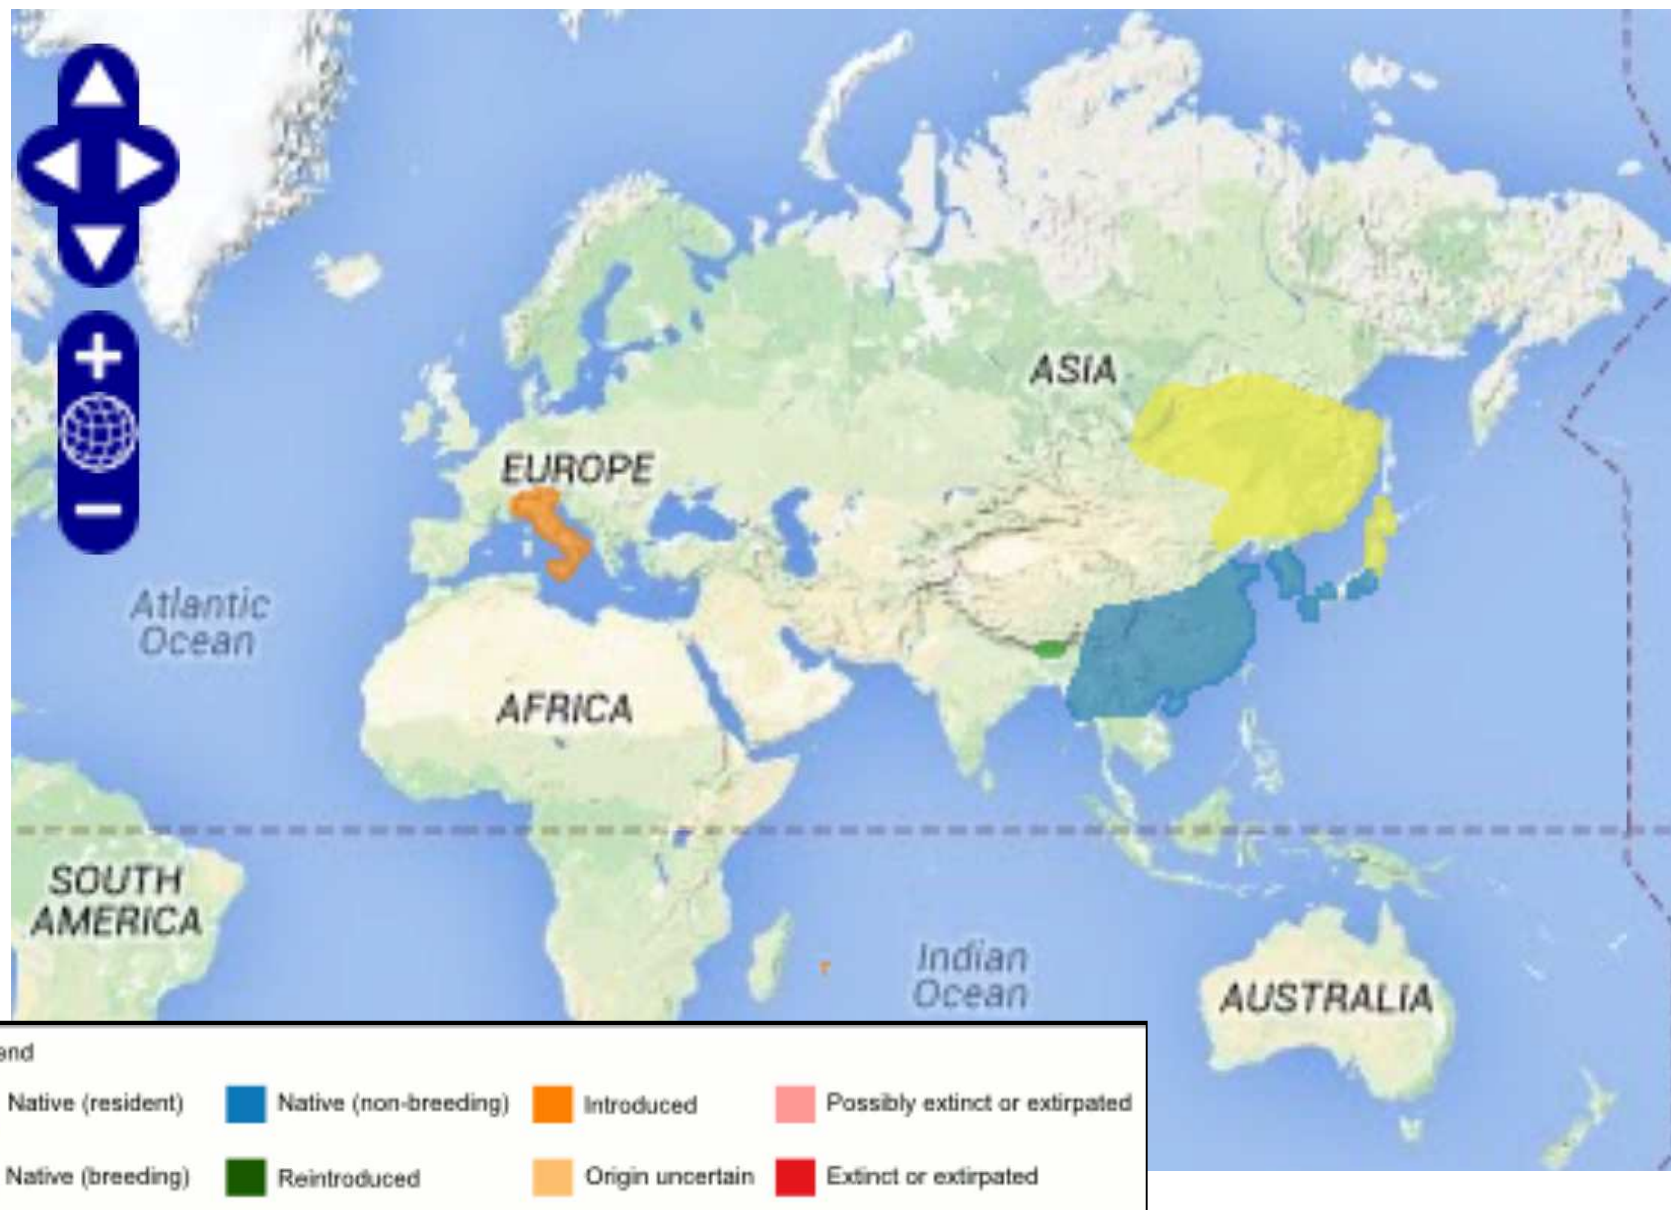 ASIA
EUROPE
Atlantic
Ocean
AFRICA
SOUTH
AMERICA
Indian
Ocean
AUSTRALIA
end
Native (resident) Native (non-breeding) Introduced Possibly extinct or extirpated
Native (breeding) Reintroduced Origin uncertain Extinct or extirpated